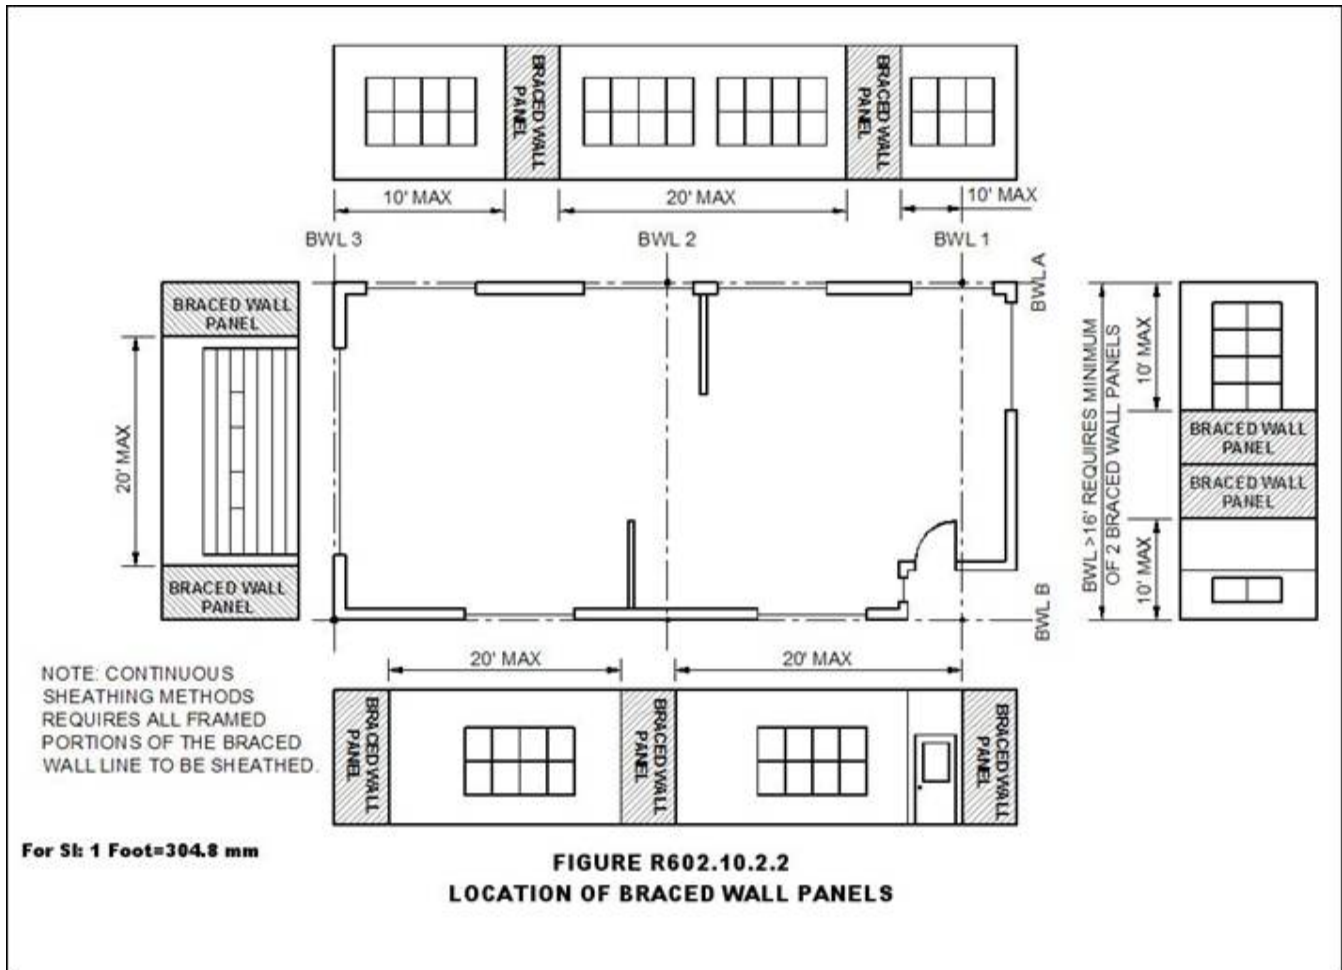 BRACED WALL
PANEL
BRACED WALL
PANEL
10' MAX
20' MAX
10' MAX
BWL 3
BWL 2
BWL 1
BWL A
BRACED WALL
PANEL
20' MAX
BRACED WALL
PANEL
BWL >16' REQUIRES MINIMUM
OF 2 BRACED WALL PANELS
10' MAX
BRACED WALL
PANEL
BRACED WALL
PANEL
10' MAX
BWL B
20' MAX
20' MAX
NOTE: CONTINUOUS
SHEATHING METHODS
REQUIRES ALL FRAMED
PORTIONS OF THE BRACED
WALL LINE TO BE SHEATHED.
BRACED WALL
PANEL
BRACED WALL
PANEL
BRACED WALL
PANEL
For SI: 1 Foot=304.8 mm
FIGURE R602.10.2.2
LOCATION OF BRACED WALL PANELS